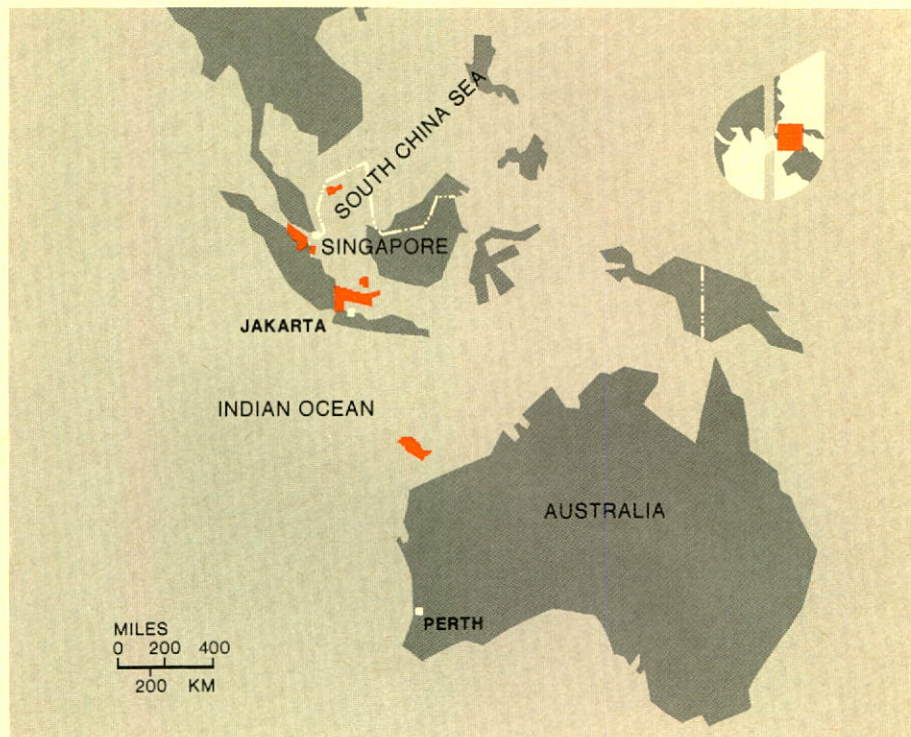 SOUTH CHINA SEA
SINGAPORE
JAKARTA
INDIAN OCEAN
AUSTRALIA
PERTH
MILES
0 200 400
200 KM